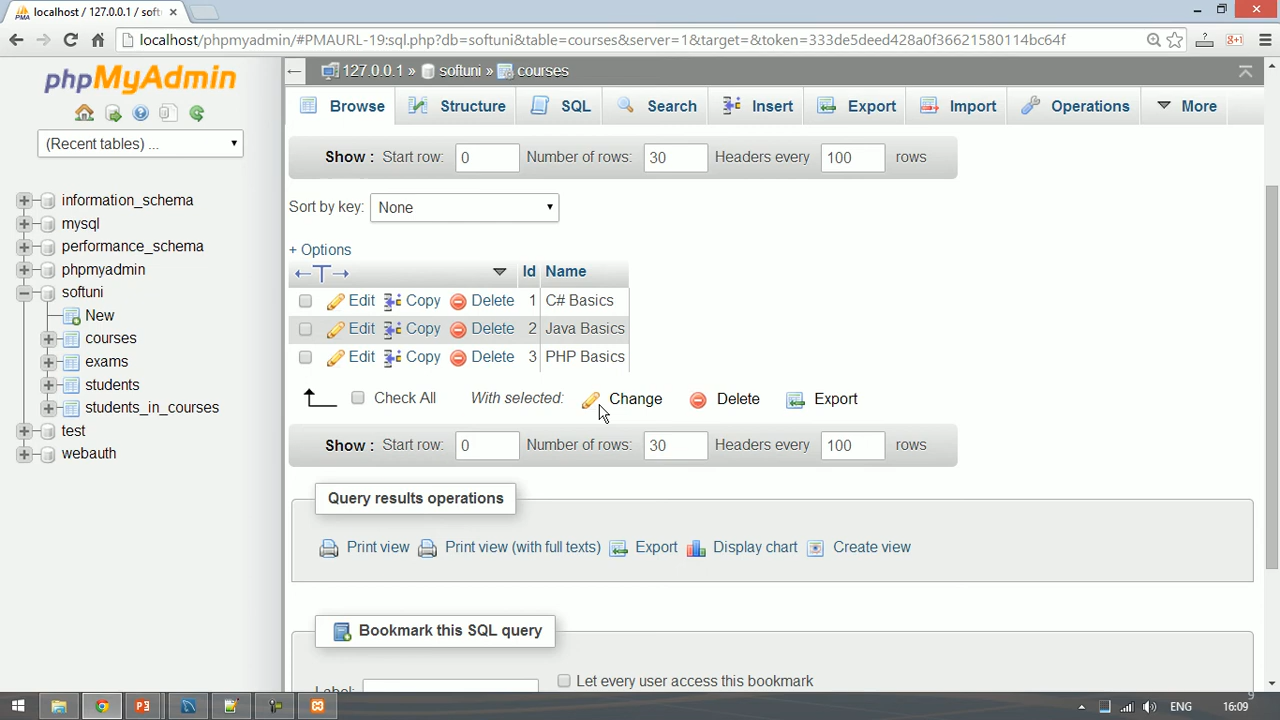 localhost / 127.0.0.1 / soft
localhost/phpmyadmin/#PMAURL-19:sql.php?db=softuni&table=courses&server=1&target=&token=333de5deed428a0f36621580114bc64f
phpMyAdmin
(Recent tables) ...
information_schema
mysql
performance_schema
phpmyadmin
softuni
New
courses
exams
students
students_in_courses
test
webauth
127.0.0.1 » softuni » courses
Browse Structure SQL Search Insert Export Import Operations More
Show : Start row: 0 Number of rows: 30 Headers every 100 rows
Sort by key: None
+ Options
←T→ Id Name
Edit Copy Delete 1 C# Basics
Edit Copy Delete 2 Java Basics
Edit Copy Delete 3 PHP Basics
Check All With selected: Change Delete Export
Show : Start row: 0 Number of rows: 30 Headers every 100 rows
Query results operations
Print view Print view (with full texts) Export Display chart Create view
Bookmark this SQL query
Label: Let every user access this bookmark
ENG 16:09
9